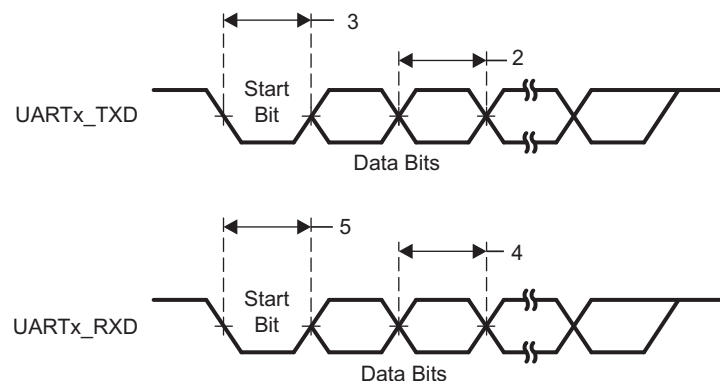 3
2
Start
Bit
UARTx_TXD
Data Bits
5
4
Start
Bit
UARTx_RXD
Data Bits